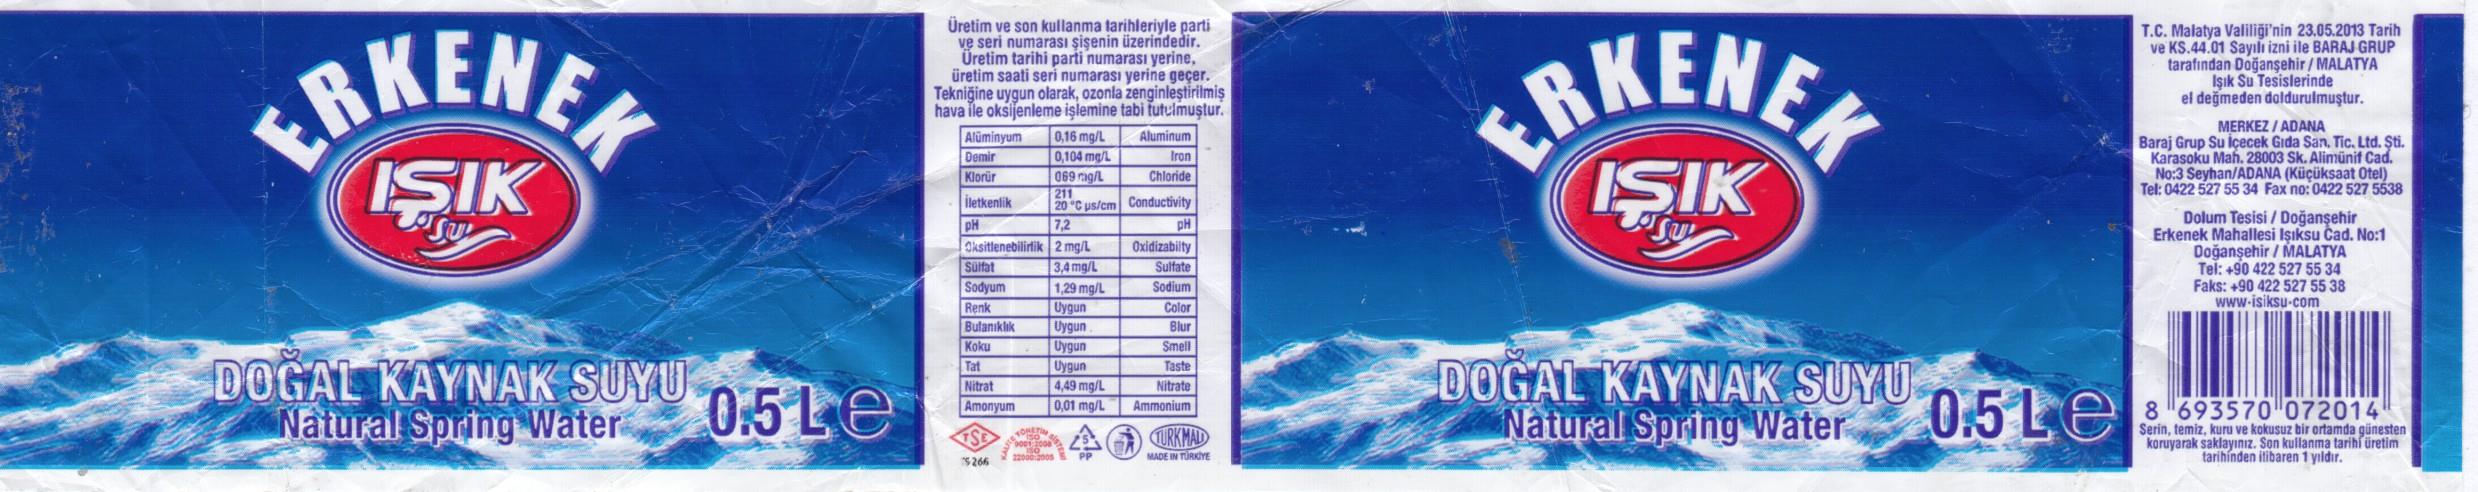 ERKENEK
IŞIK
SU
DOĞAL KAYNAK SUYU
Natural Spring Water
0.5 L e
Üretim ve son kullanma tarihleriyle parti
ve seri numarası şişenin üzerindedir.
Üretim tarihi parti numarası yerine,
üretim saati seri numarası yerine geçer.
Tekniğine uygun olarak, ozonla zenginleştirilmiş
hava ile oksijenleme işlemine tabi tutulmuştur.
Alüminyum 0,16 mg/L Aluminum
Demir 0,104 mg/L Iron
Klorür 069 mg/L Chloride
İletkenlik 211 20 °C µs/cm Conductivity
pH 7,2 pH
Oksitlenebilirlik 2 mg/L Oxidizabilty
Sülfat 3,4 mg/L Sulfate
Sodyum 1,29 mg/L Sodium
Renk Uygun Color
Bulanıklık Uygun Blur
Koku Uygun Smell
Tat Uygun Taste
Nitrat 4,49 mg/L Nitrate
Amonyum 0,01 mg/L Ammonium
TSE
TS 266
KALİTE YÖNETİM SİSTEMİ
ISO
9001:2008
ISO
22000:2005
5
PP
TÜRKMALI
MADE IN TÜRKİYE
ERKENEK
IŞIK
SU
DOĞAL KAYNAK SUYU
Natural Spring Water
0.5 L e
T.C. Malatya Valiliği'nin 23.05.2013 Tarih
ve KS.44.01 Sayılı izni ile BARAJ GRUP
tarafından Doğanşehir / MALATYA
Işık Su Tesislerinde
el değmeden doldurulmuştur.
MERKEZ / ADANA
Baraj Grup Su İçecek Gıda San. Tic. Ltd. Şti.
Karasoku Mah. 28003 Sk. Alimünif Cad.
No:3 Seyhan/ADANA (Küçüksaat Otel)
Tel: 0422 527 55 34 Fax no: 0422 527 5538
Dolum Tesisi / Doğanşehir
Erkenek Mahallesi Işıksu Cad. No:1
Doğanşehir / MALATYA
Tel: +90 422 527 55 34
Faks: +90 422 527 55 38
www.isiksu.com
8 693570 072014
Serin, temiz, kuru ve kokusuz bir ortamda güneşten
koruyarak saklayınız. Son kullanma tarihi üretim
tarihinden itibaren 1 yıldır.